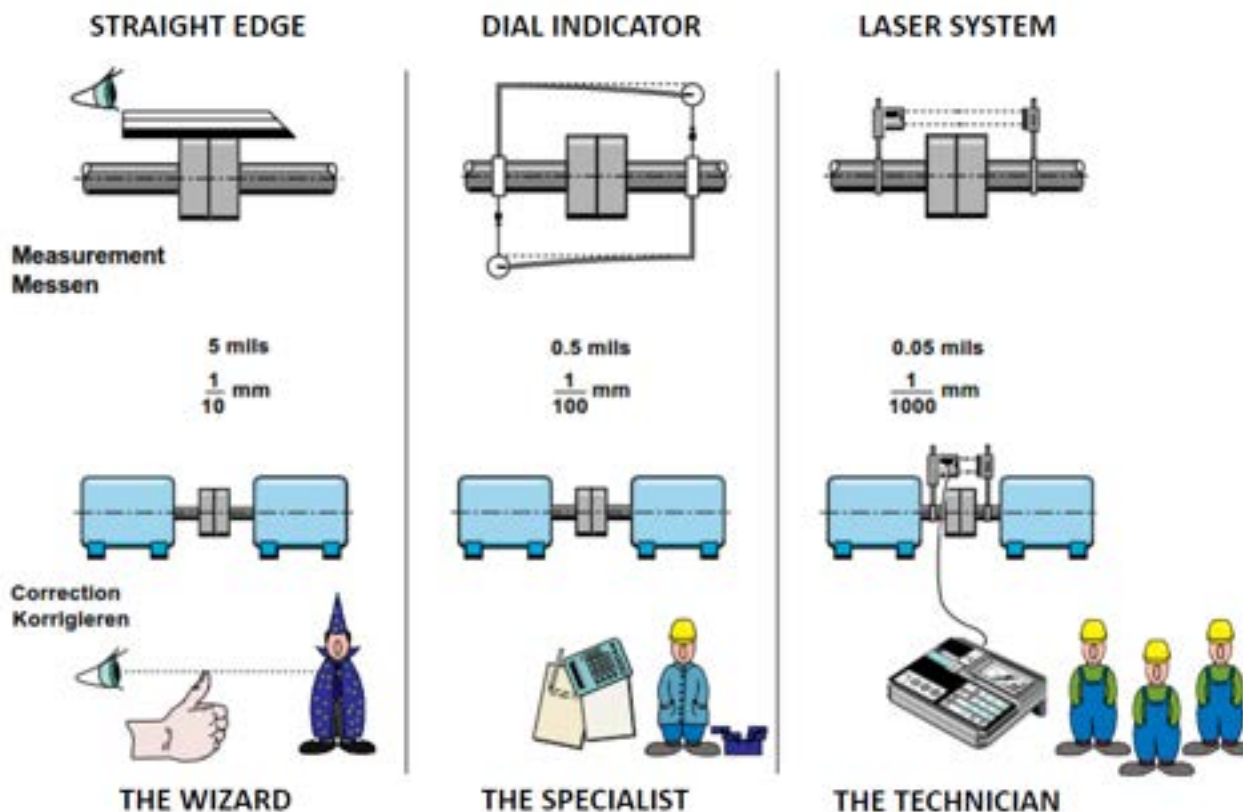 STRAIGHT EDGE
DIAL INDICATOR
LASER SYSTEM
Measurement
Messen
5 mils
1/10 mm
0.5 mils
1/100 mm
0.05 mils
1/1000 mm
Correction
Korrigieren
THE WIZARD
THE SPECIALIST
THE TECHNICIAN